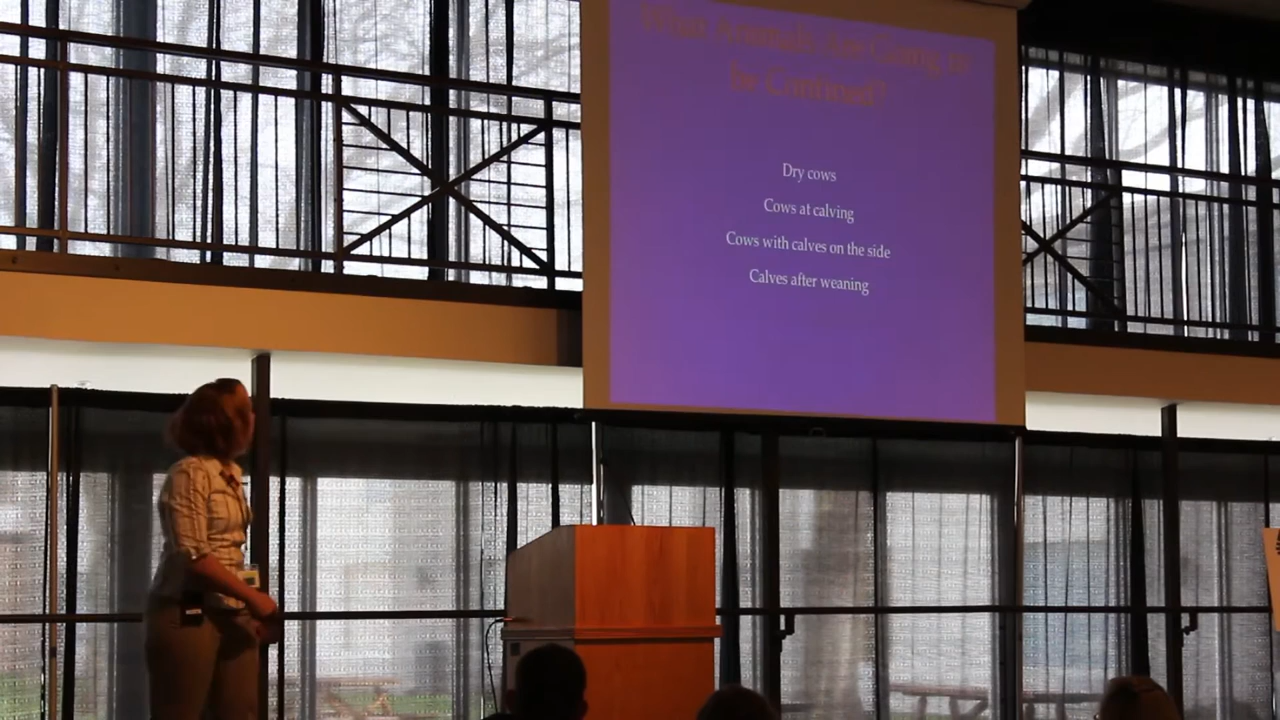 What Animals Are Going to
be Confined?
Dry cows
Cows at calving
Cows with calves on the side
Calves after weaning